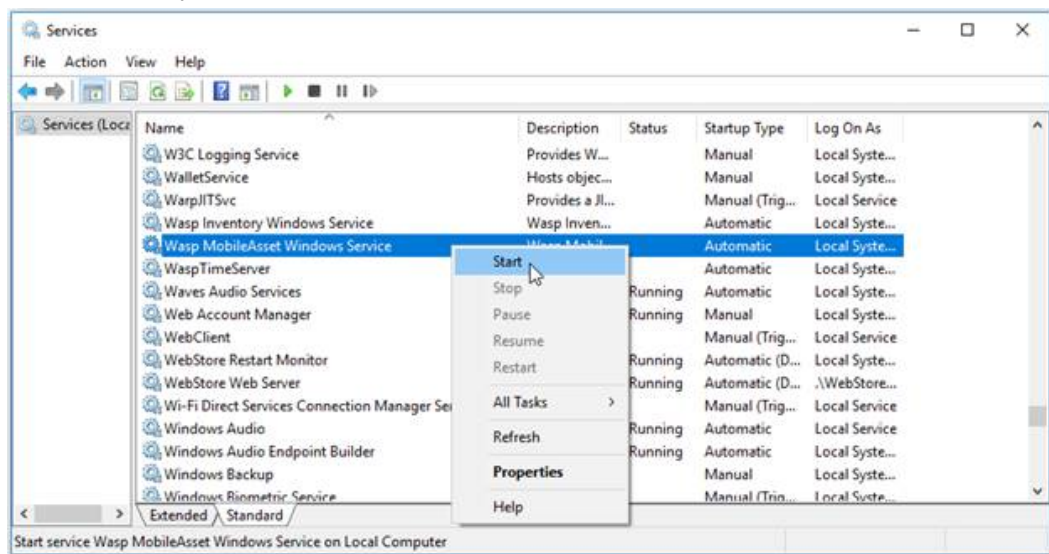 Services
File Action View Help
Services (Loca
Name Description Status Startup Type Log On As
W3C Logging Service Provides W... Manual Local Syste...
WalletService Hosts objec... Manual Local Syste...
WarpJITSvc Provides a JI... Manual (Trig... Local Service
Wasp Inventory Windows Service Wasp Inven... Automatic Local Syste...
Wasp MobileAsset Windows Service Wasp Mobil... Automatic Local Syste...
WaspTimeServer Automatic Local Syste...
Waves Audio Services Running Automatic Local Syste...
Web Account Manager Running Manual Local Syste...
WebClient Manual (Trig... Local Service
WebStore Restart Monitor Running Automatic (D... Local Syste...
WebStore Web Server Running Automatic (D... .\WebStore...
Wi-Fi Direct Services Connection Manager Ser Manual (Trig... Local Service
Windows Audio Running Automatic Local Service
Windows Audio Endpoint Builder Running Automatic Local Syste...
Windows Backup Manual Local Syste...
Windows Biometric Service Manual (Trig... Local Syste...
Start
Stop
Pause
Resume
Restart
All Tasks
Refresh
Properties
Help
Extended Standard
Start service Wasp MobileAsset Windows Service on Local Computer